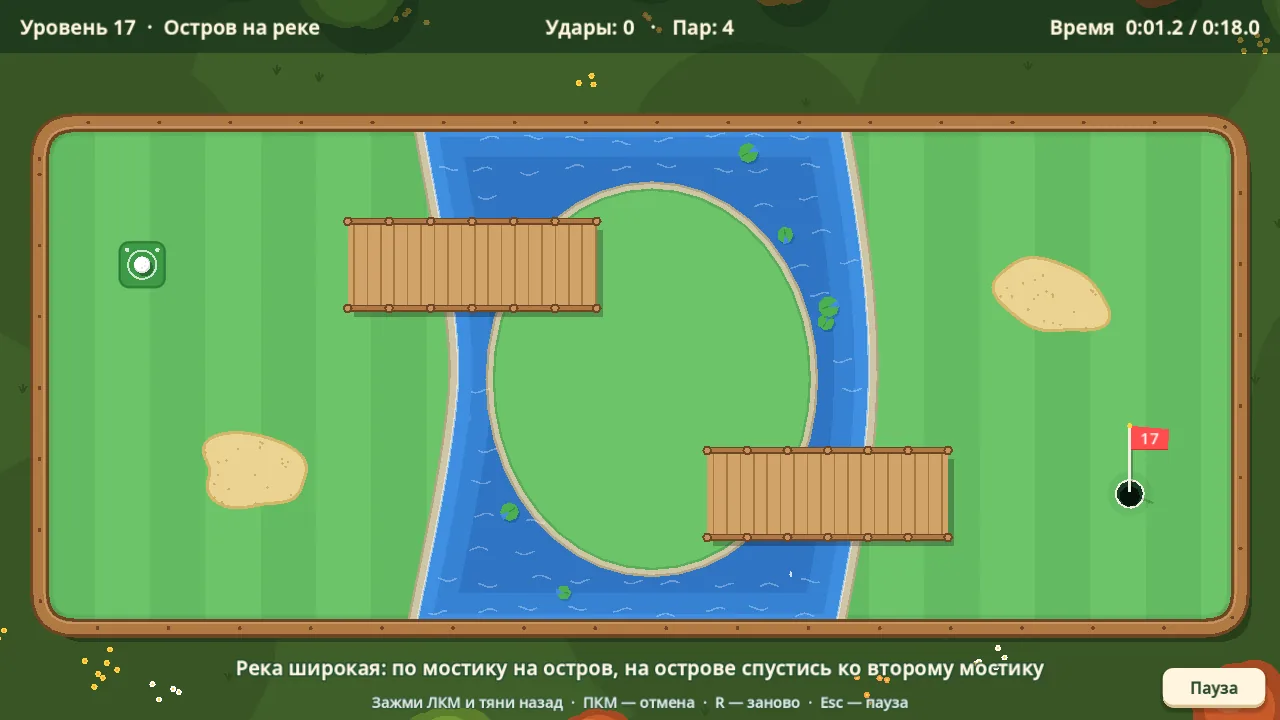 Уровень 17 · Остров на реке
Удары: 0 · Пар: 4
Время 0:01.2 / 0:18.0
17
Река широкая: по мостику на остров, на острове спустись ко второму мостику
Зажми ЛКМ и тяни назад · ПКМ — отмена · R — заново · Esc — пауза
Пауза